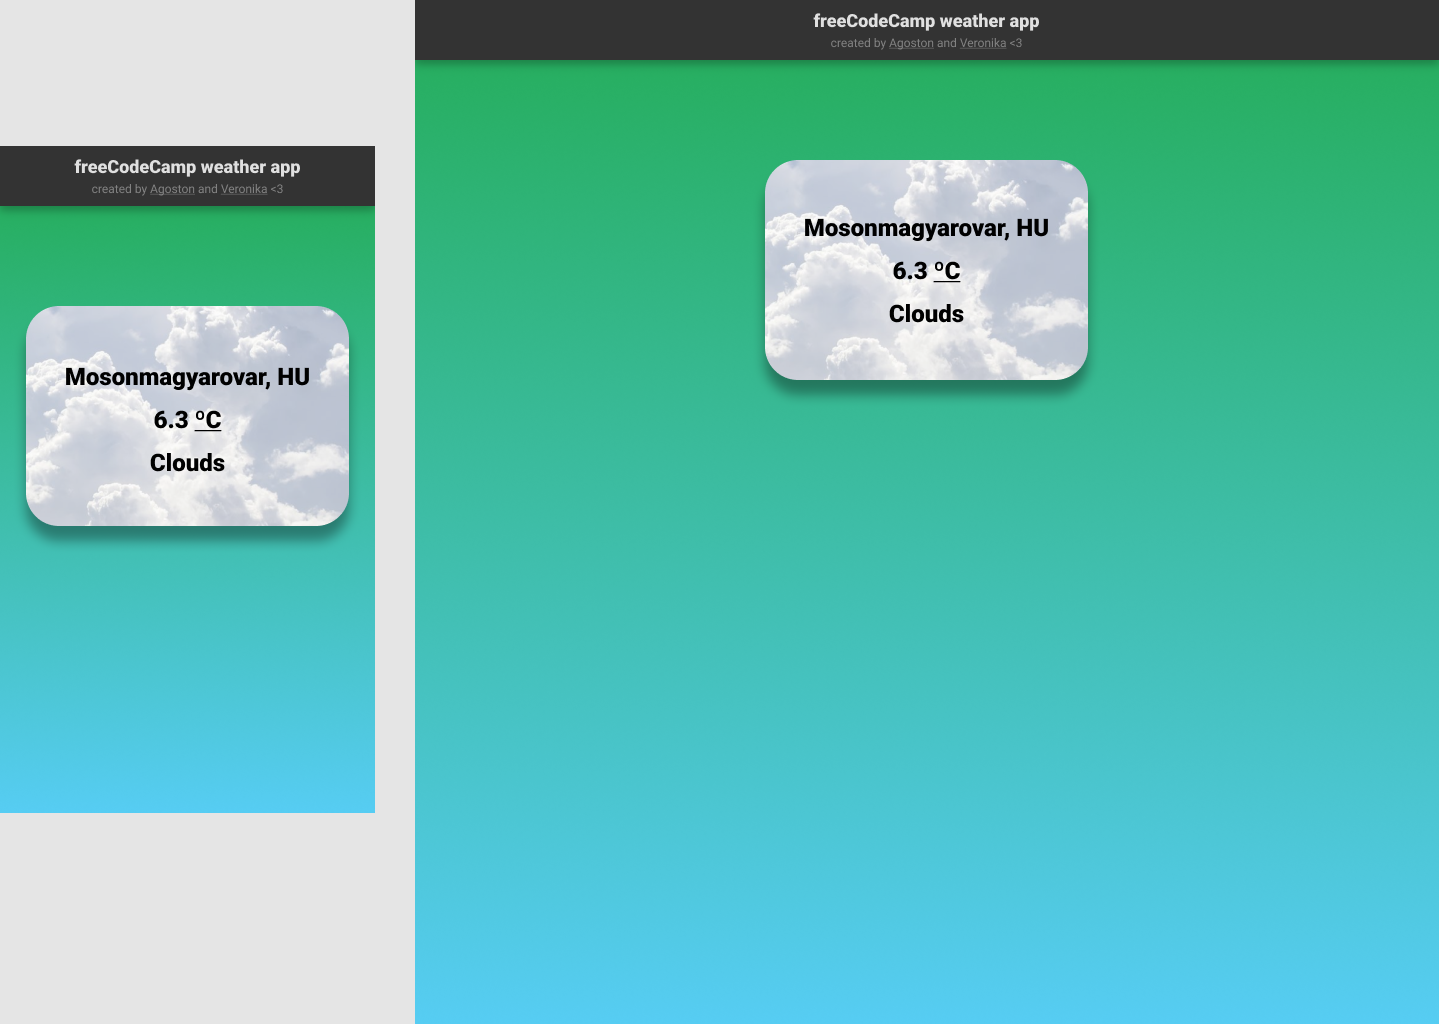 freeCodeCamp weather app
created by Agoston and Veronika <3
Mosonmagyarovar, HU
6.3 ºC
Clouds
freeCodeCamp weather app
created by Agoston and Veronika <3
Mosonmagyarovar, HU
6.3 ºC
Clouds